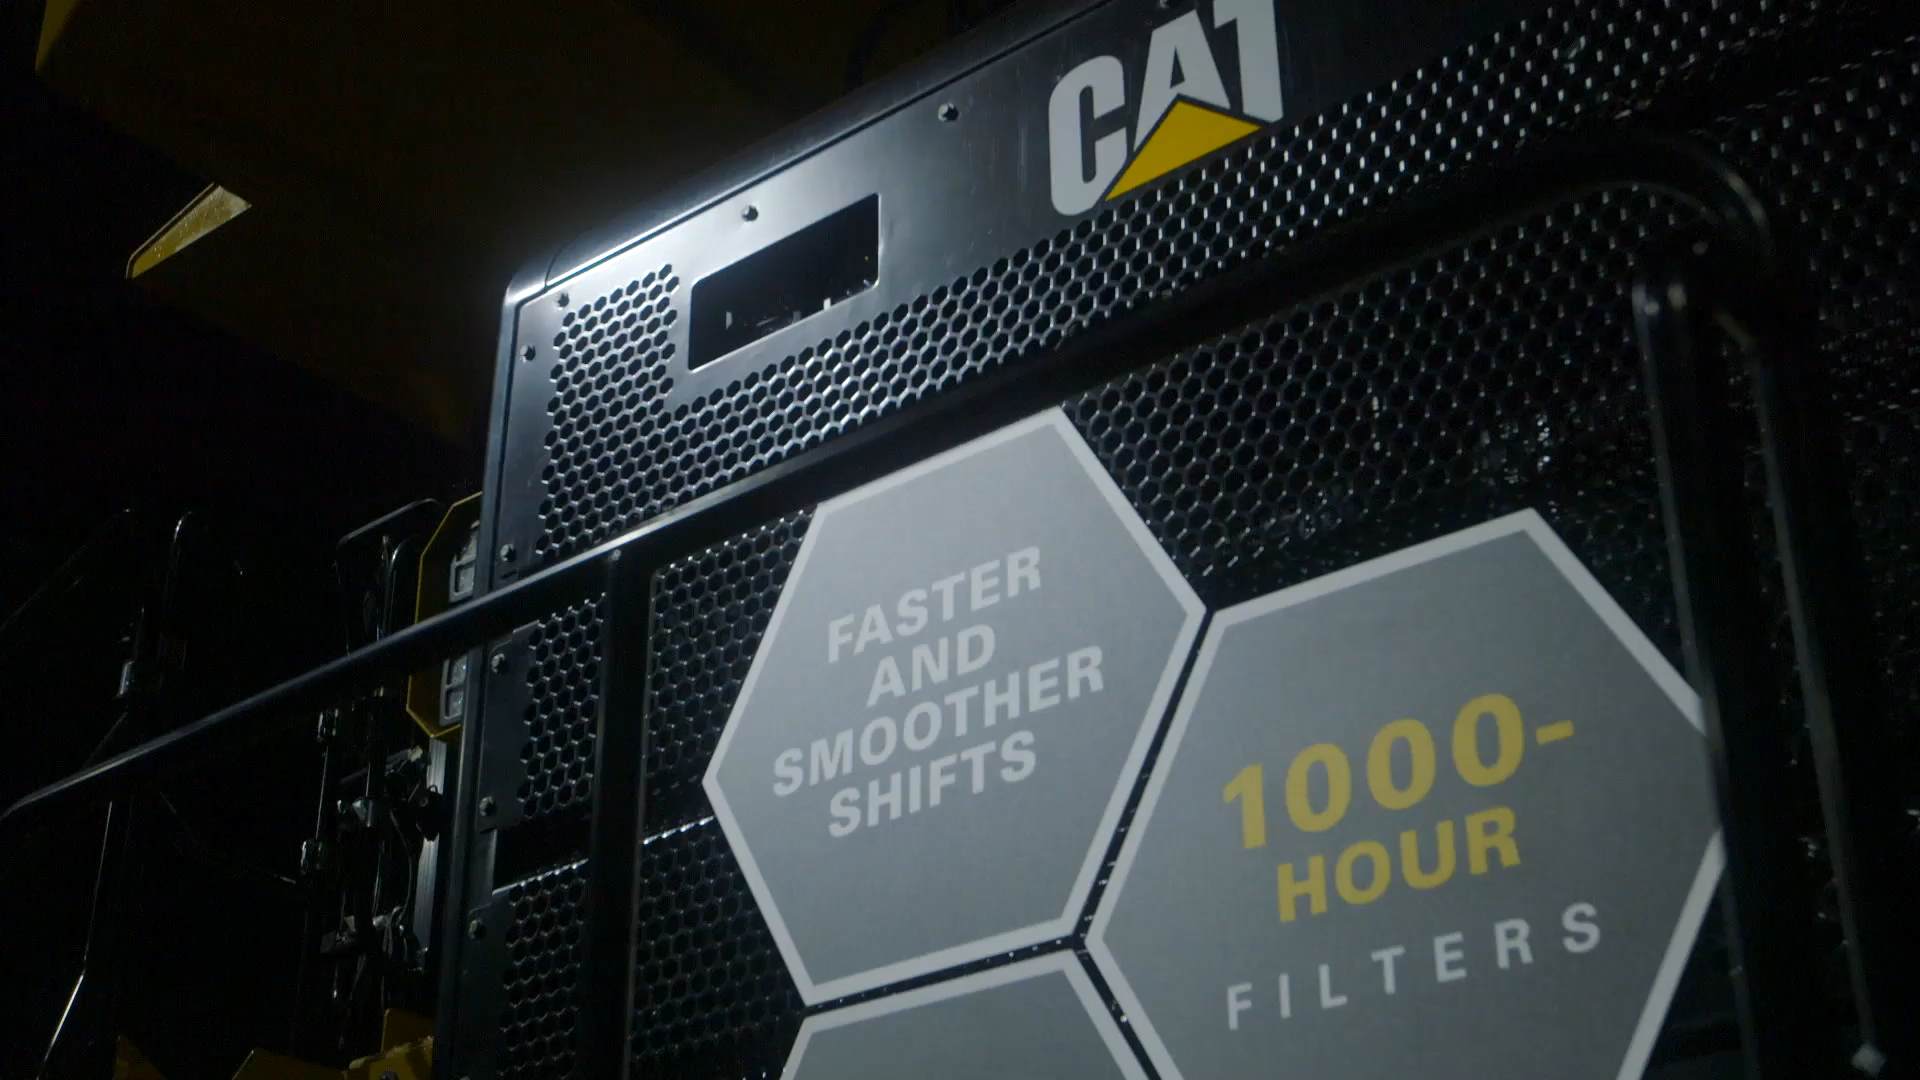 CAT
FASTER
AND
SMOOTHER
SHIFTS
1000-
HOUR
FILTERS